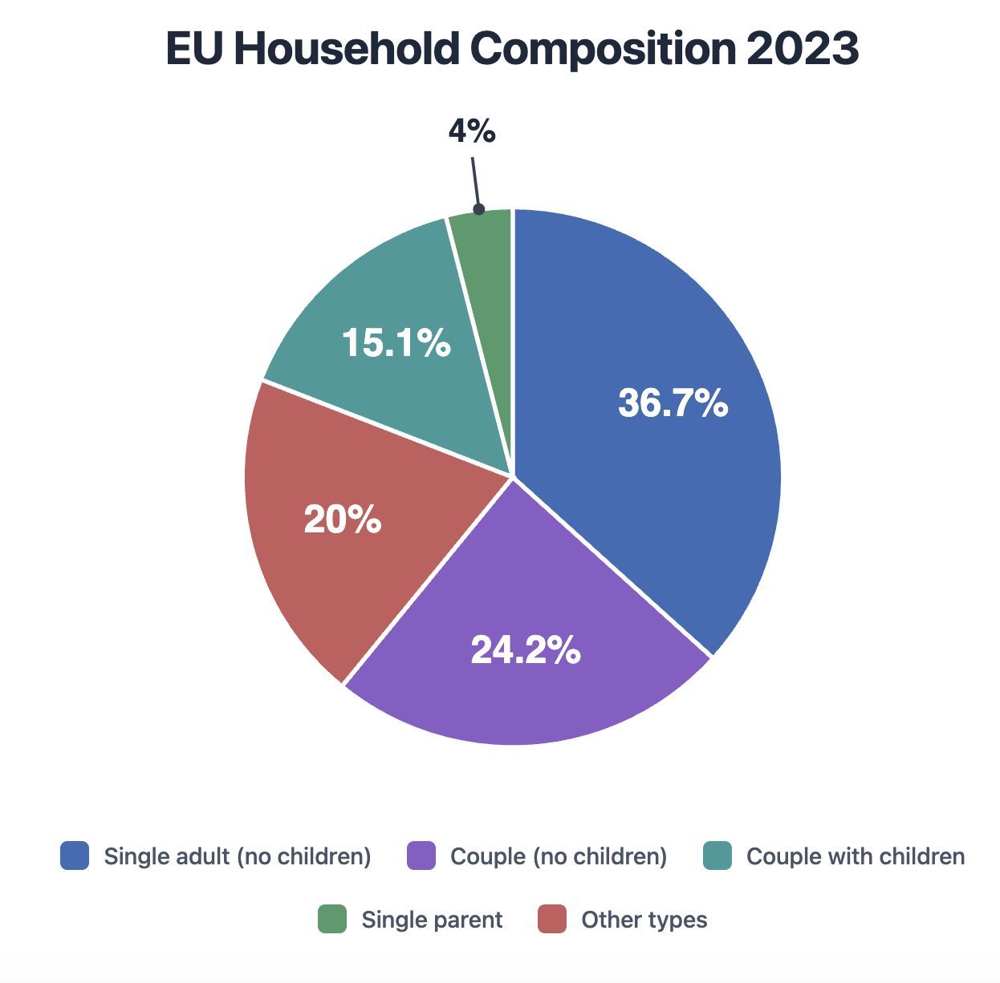 EU Household Composition 2023
4%
15.1%
36.7%
20%
24.2%
Single adult (no children)
Couple (no children)
Couple with children
Single parent
Other types